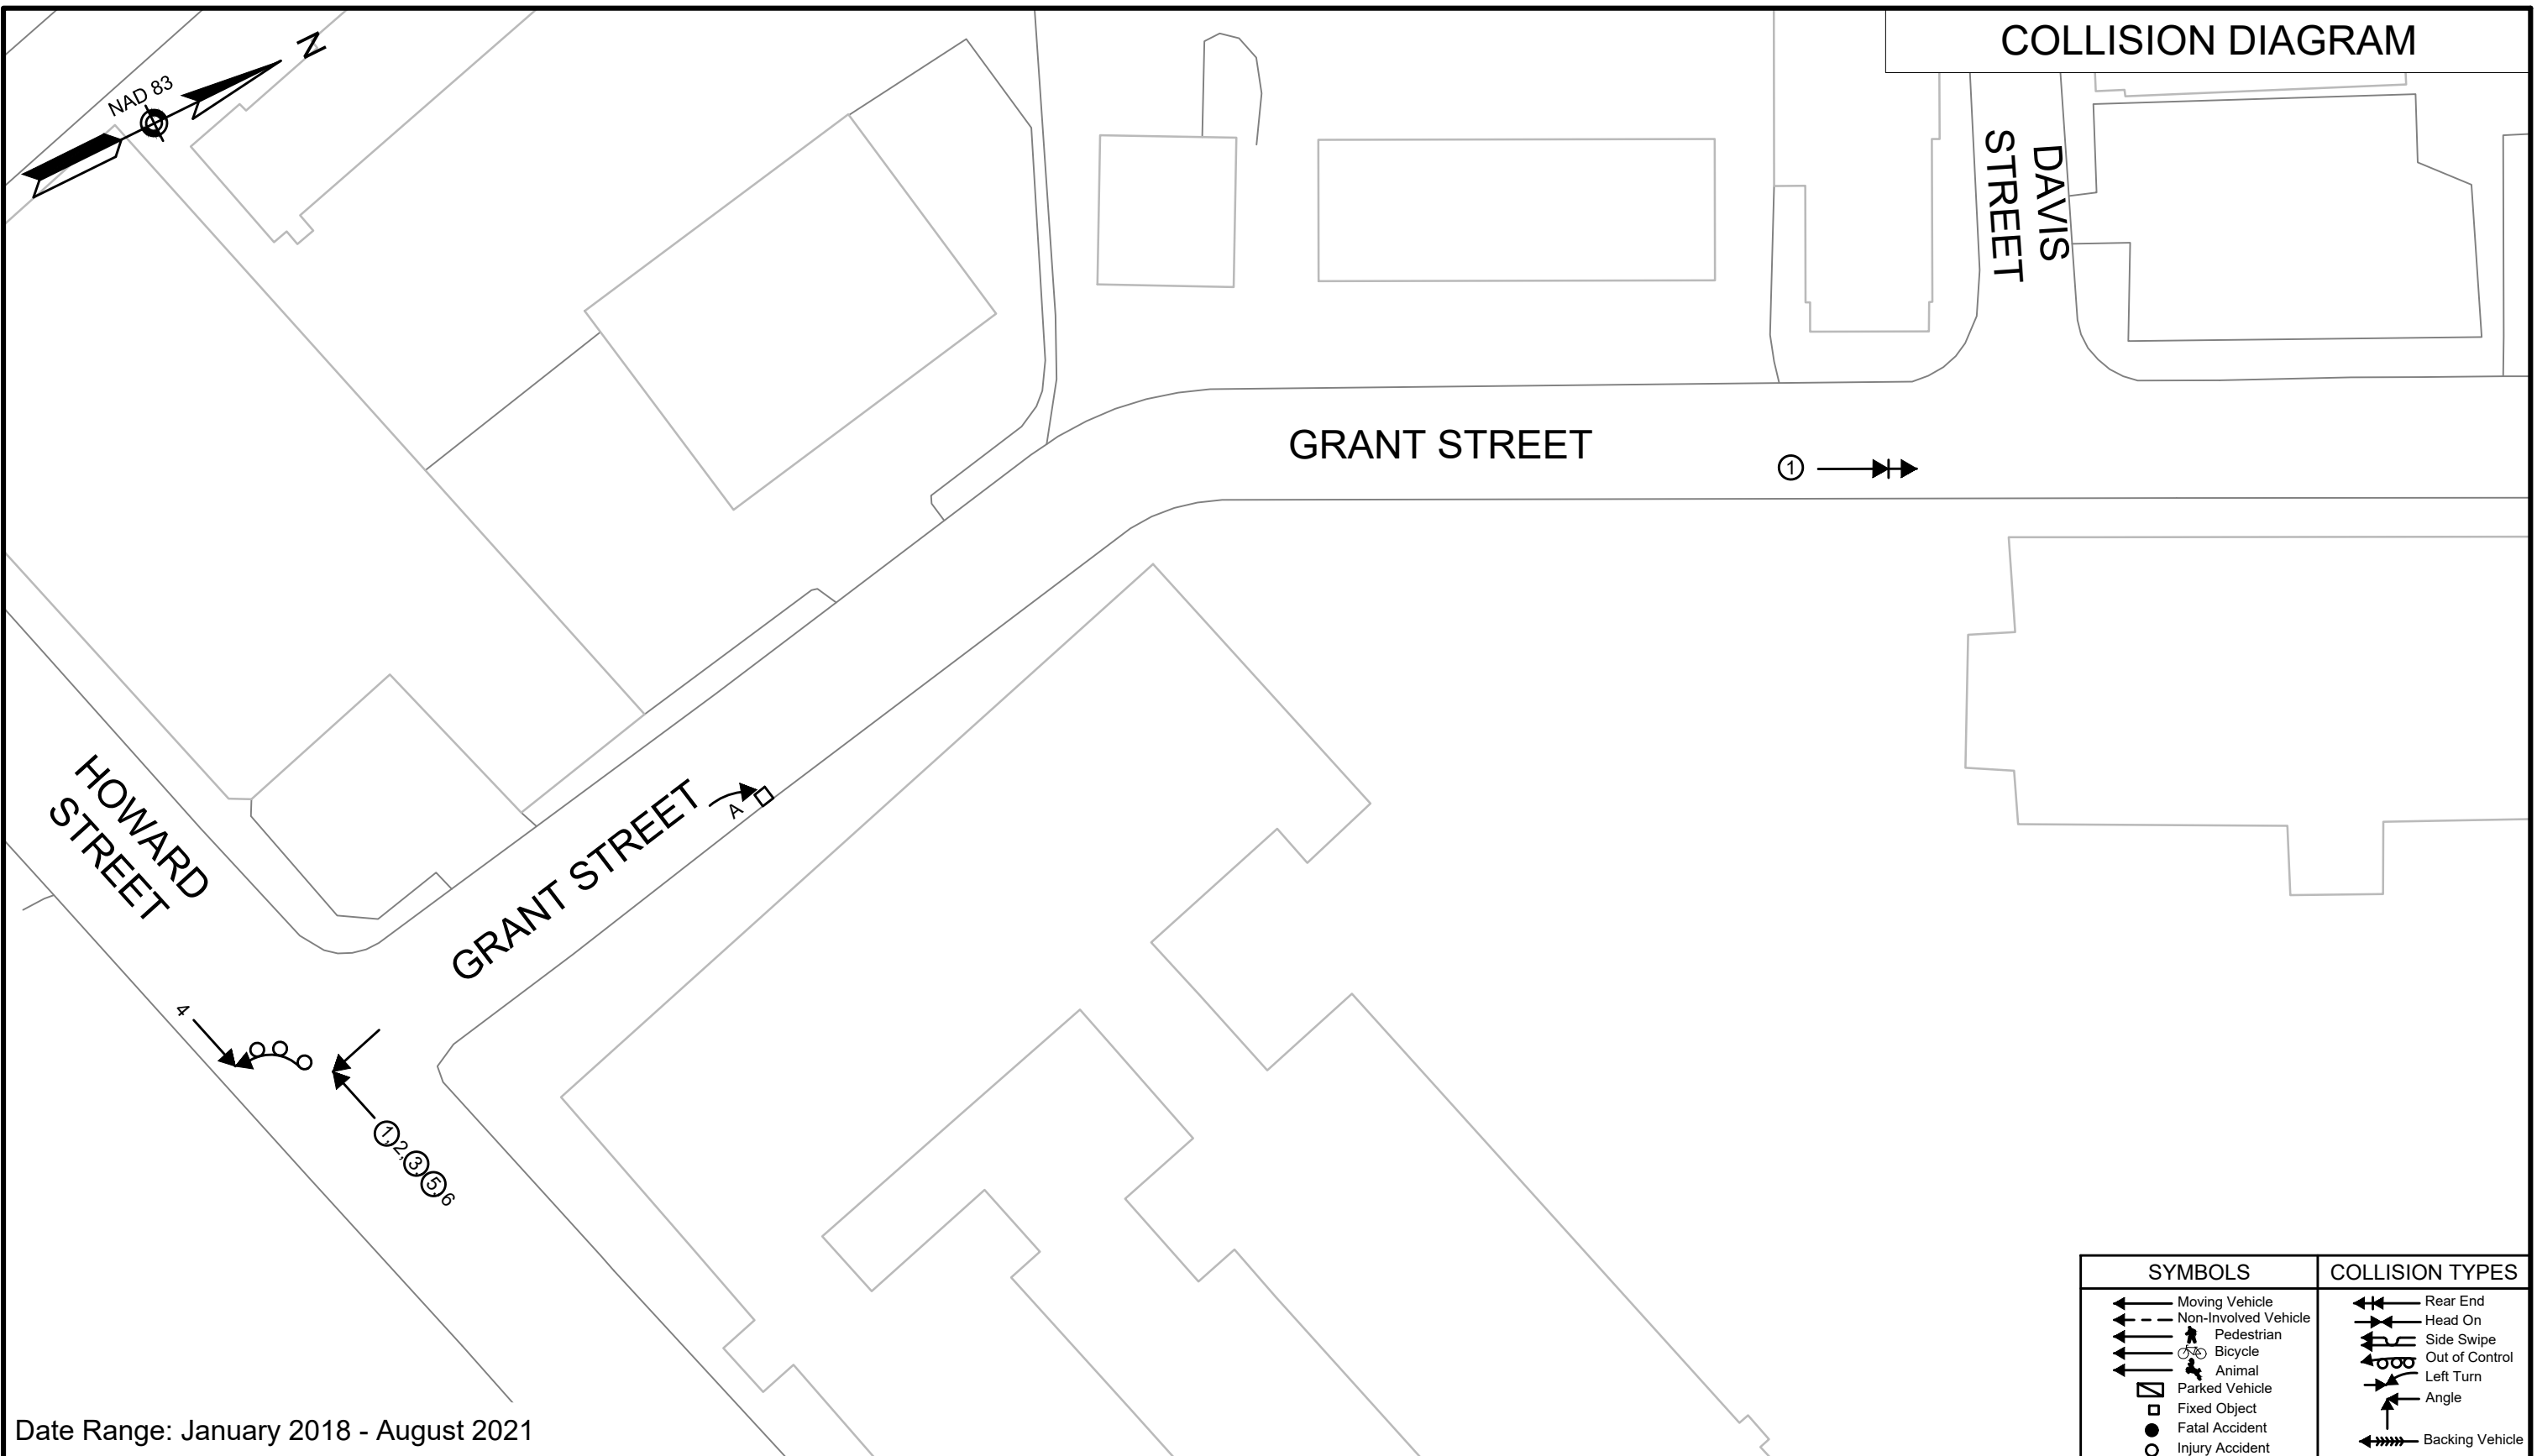 COLLISION DIAGRAM
N
NAD 83
DAVIS
STREET
GRANT STREET
1
HOWARD
STREET
GRANT STREET
A
4
1,2,3,5,6
SYMBOLS
Moving Vehicle
Non-Involved Vehicle
Pedestrian
Bicycle
Animal
Parked Vehicle
Fixed Object
Fatal Accident
Injury Accident
COLLISION TYPES
Rear End
Head On
Side Swipe
Out of Control
Left Turn
Angle
Backing Vehicle
Date Range: January 2018 - August 2021